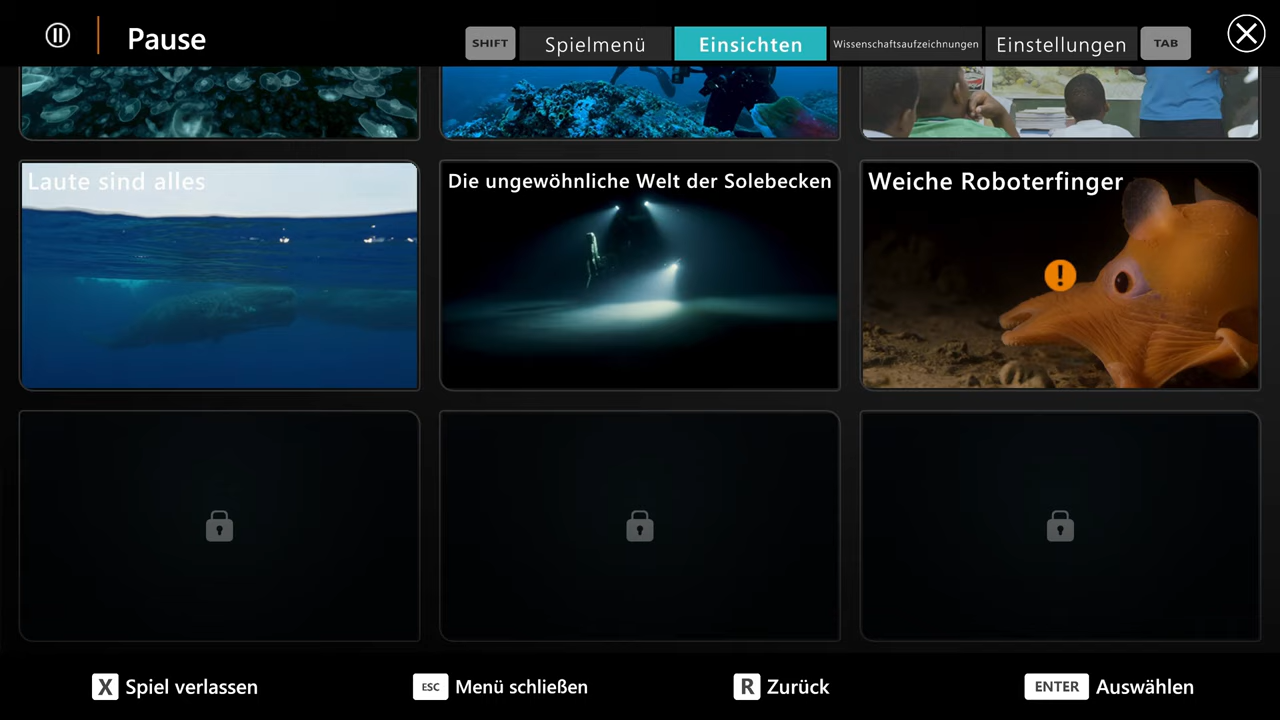 Pause
SHIFT
Spielmenü
Einsichten
Wissenschaftsaufzeichnungen
Einstellungen
TAB
Laute sind alles
Die ungewöhnliche Welt der Solebecken
Weiche Roboterfinger
!
X Spiel verlassen
ESC Menü schließen
R Zurück
ENTER Auswählen